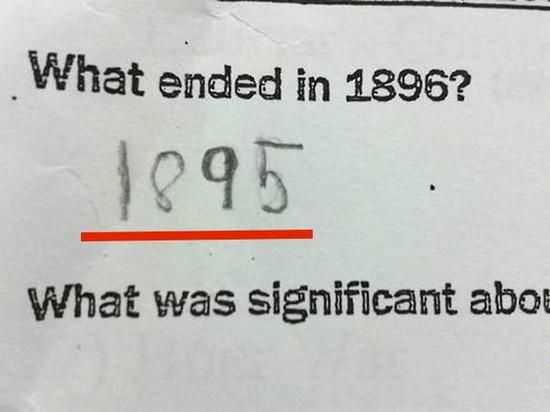 What ended in 1896?
1895
What was significant abou